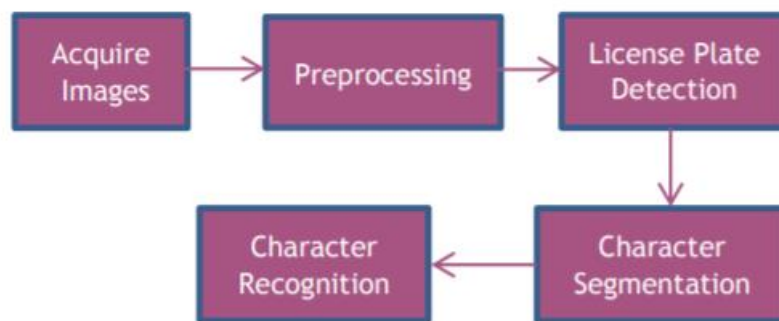 Acquire
Images
Preprocessing
License Plate
Detection
Character
Segmentation
Character
Recognition